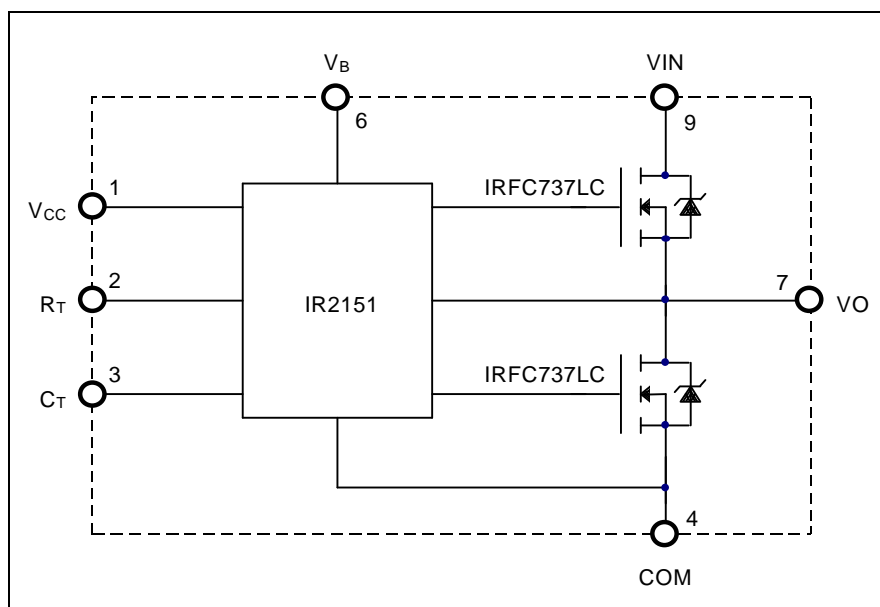 VB
VIN
6
9
1
IRFC737LC
VCC
2
7
RT
IR2151
VO
3
IRFC737LC
CT
4
COM